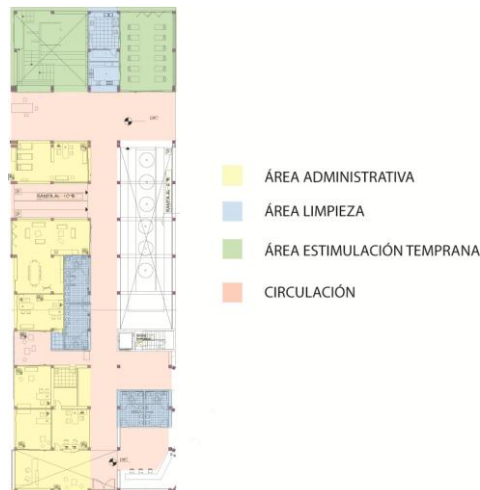 ÁREA ADMINISTRATIVA
ÁREA LIMPIEZA
ÁREA ESTIMULACIÓN TEMPRANA
CIRCULACIÓN